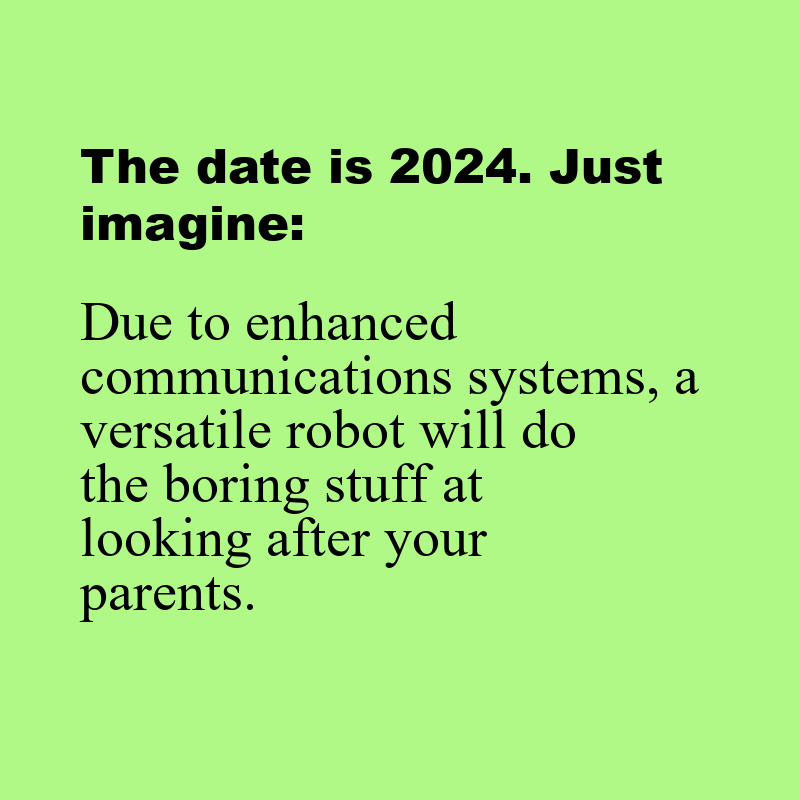 The date is 2024. Just
imagine:
Due to enhanced
communications systems, a
versatile robot will do
the boring stuff at
looking after your
parents.